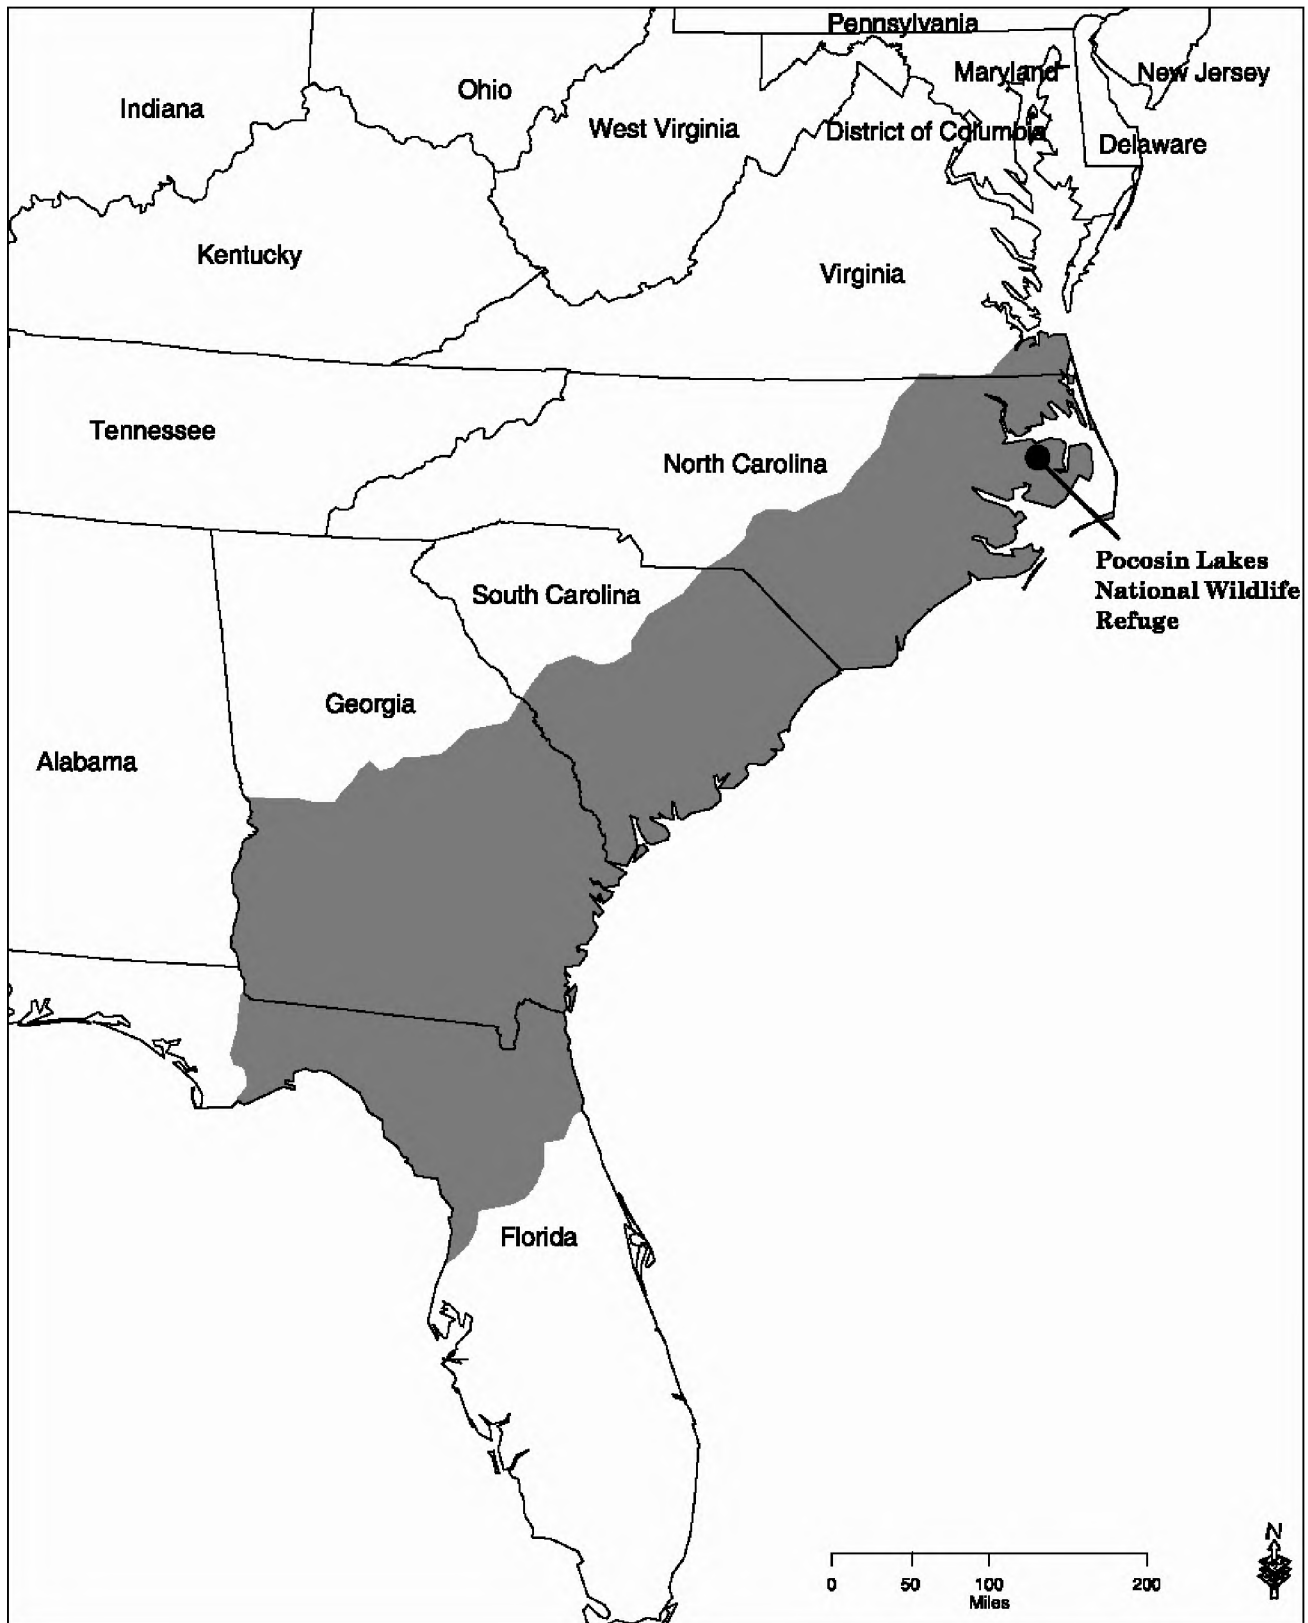 Pennsylvania
Maryland
New Jersey
Ohio
Indiana
West Virginia
District of Columbia
Delaware
Kentucky
Virginia
Tennessee
North Carolina
Pocosin Lakes
National Wildlife
Refuge
South Carolina
Georgia
Alabama
Florida
N
0 50 100 200
Miles